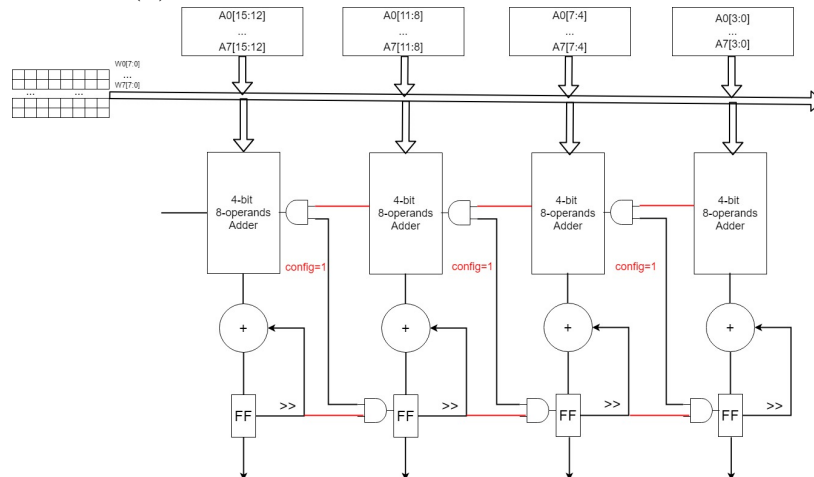 A0[15:12]
...
A7[15:12]
A0[11:8]
...
A7[11:8]
A0[7:4]
...
A7[7:4]
A0[3:0]
...
A7[3:0]
W0[7:0]
...
W7[7:0]
... ...
4-bit
8-operands
Adder
4-bit
8-operands
Adder
4-bit
8-operands
Adder
4-bit
8-operands
Adder
config=1
config=1
config=1
+
+
+
+
FF
>>
FF
>>
FF
>>
FF
>>